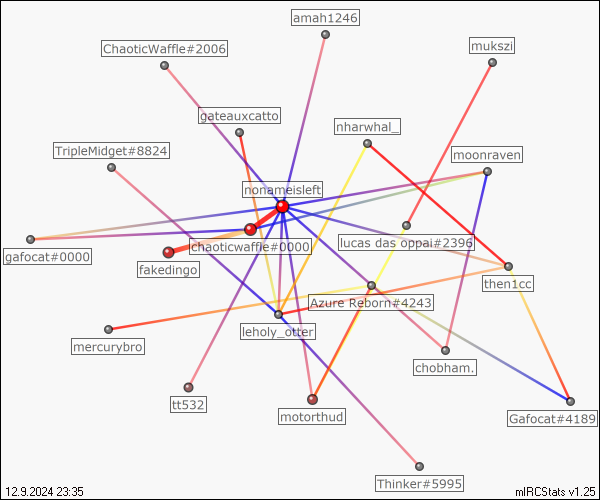 amah1246
ChaoticWaffle#2006
mukszi
gateauxcatto
nharwhal_
TripleMidget#8824
moonraven
nonameisleft
chaoticwaffle#0000
lucas das oppai#2396
gafocat#0000
fakedingo
then1cc
Azure Reborn#4243
leholy_otter
mercurybro
chobham.
tt532
motorthud
Gafocat#4189
Thinker#5995
12.9.2024 23:35
mIRCStats v1.25